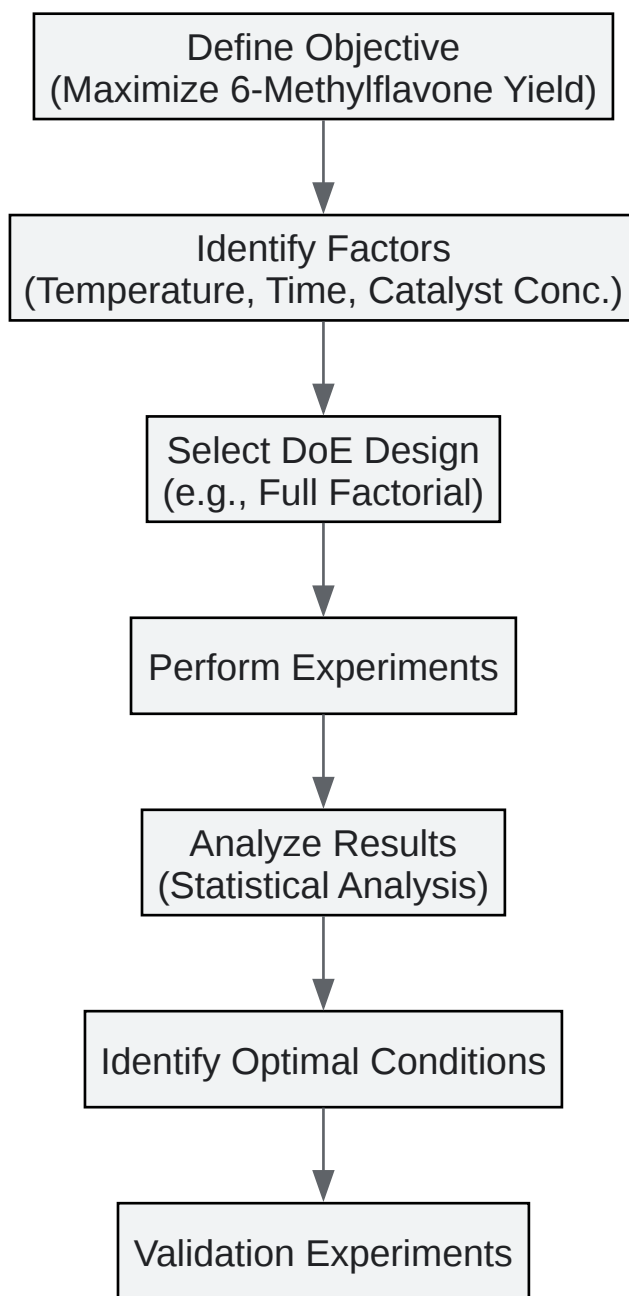 Define Objective
(Maximize 6-Methylflavone Yield)
Identify Factors
(Temperature, Time, Catalyst Conc.)
Select DoE Design
(e.g., Full Factorial)
Perform Experiments
Analyze Results
(Statistical Analysis)
Identify Optimal Conditions
Validation Experiments